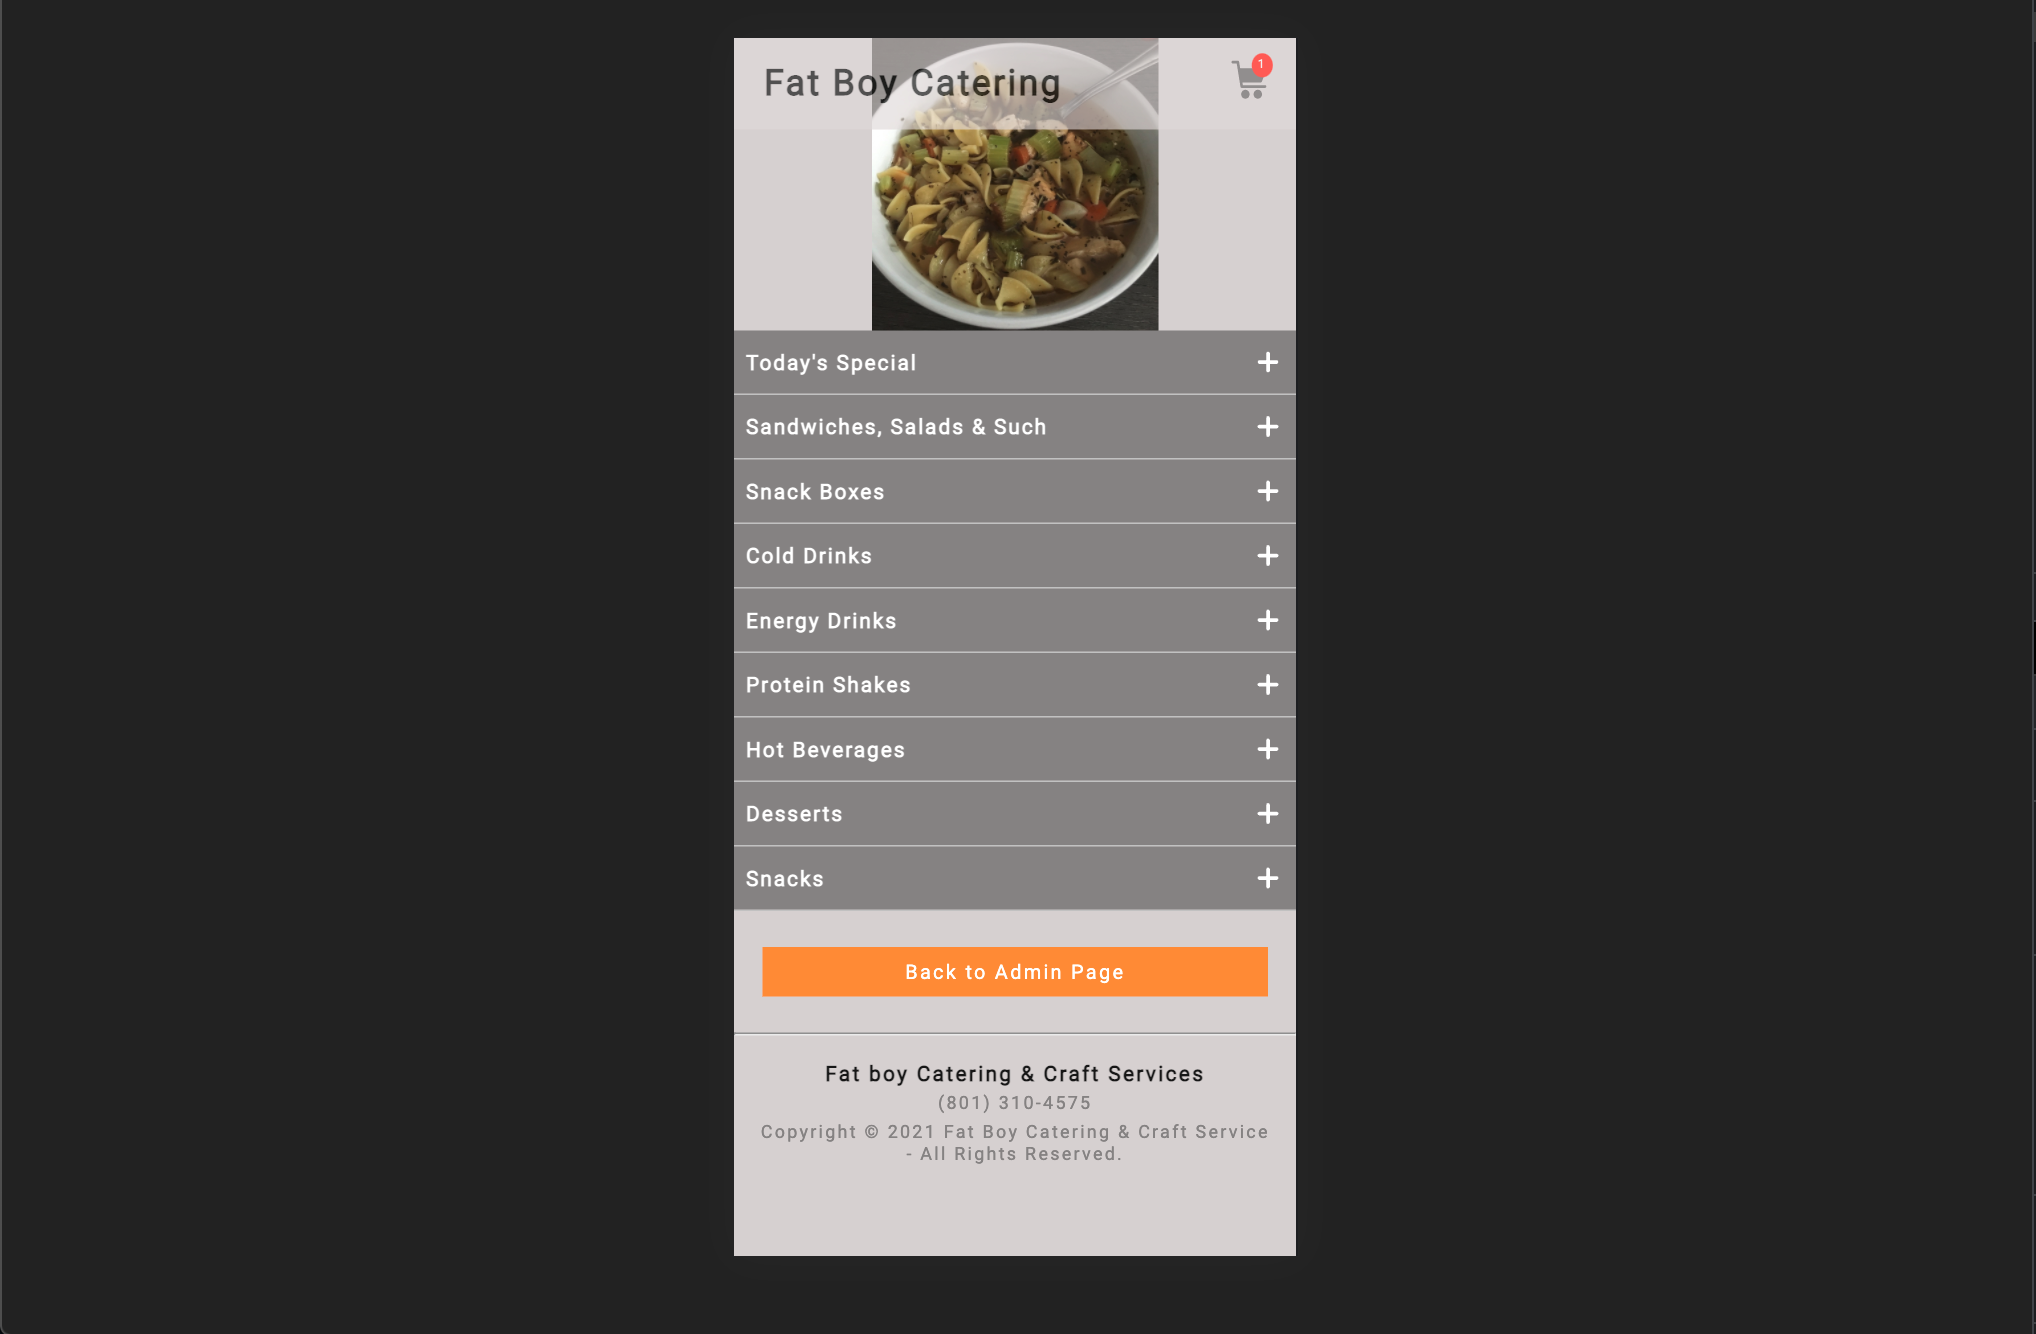 Fat Boy Catering
1
Today's Special
Sandwiches, Salads & Such
Snack Boxes
Cold Drinks
Energy Drinks
Protein Shakes
Hot Beverages
Desserts
Snacks
Back to Admin Page
Fat boy Catering & Craft Services
(801) 310-4575
Copyright © 2021 Fat Boy Catering & Craft Service
- All Rights Reserved.